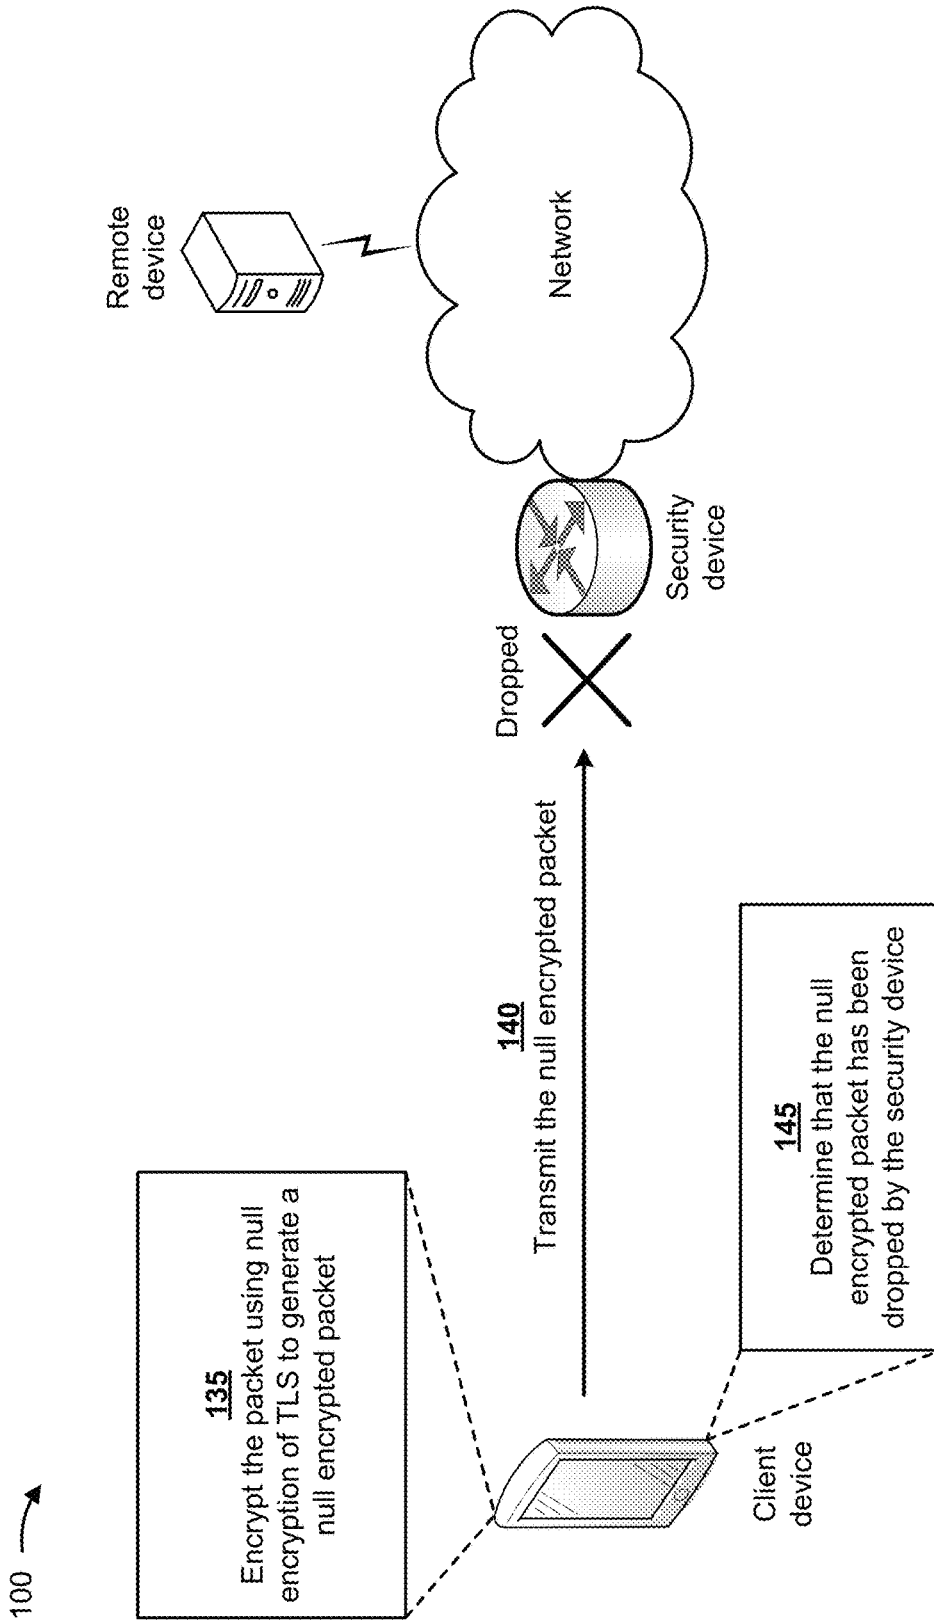 100
135
Encrypt the packet using null
encryption of TLS to generate a
null encrypted packet
Client
device
140
Transmit the null encrypted packet
145
Determine that the null
encrypted packet has been
dropped by the security device
Dropped
Security
device
Network
Remote
device